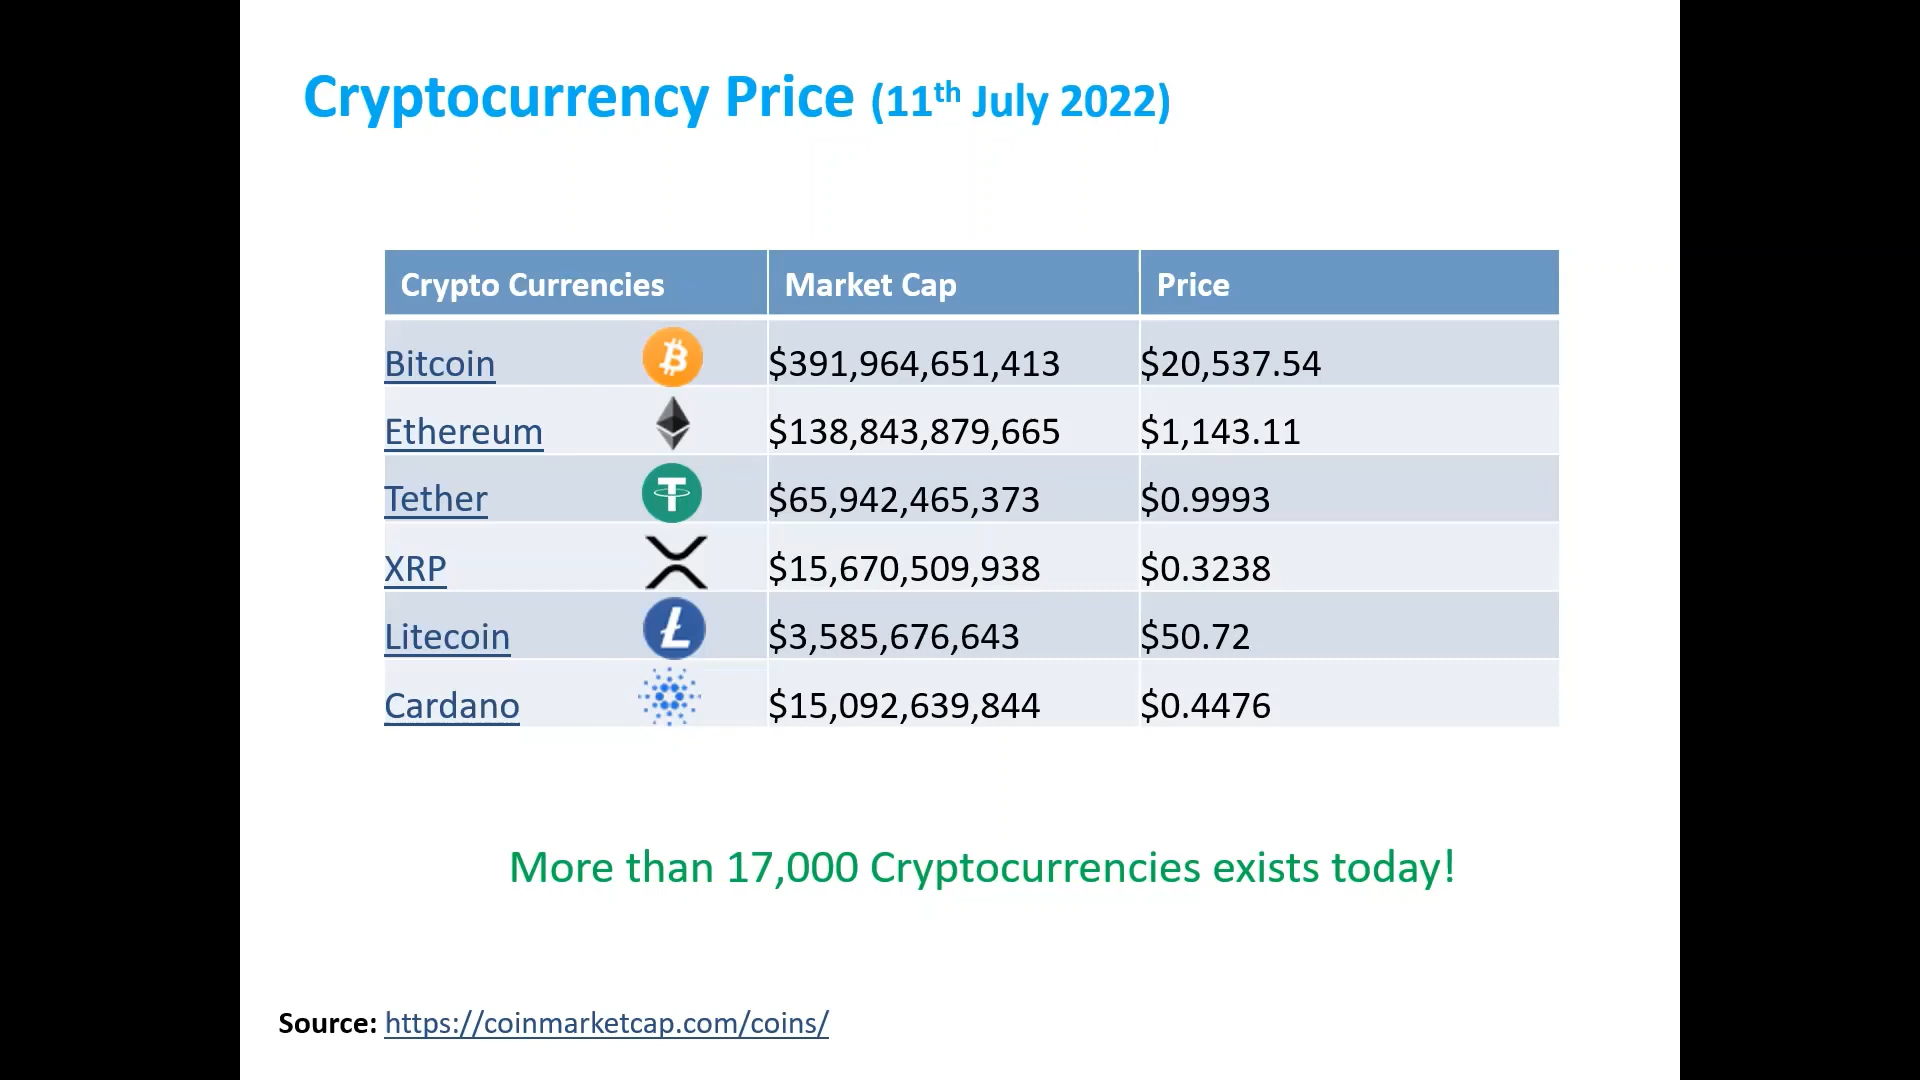 Cryptocurrency Price (11th July 2022)
Crypto Currencies Market Cap Price
Bitcoin $391,964,651,413 $20,537.54
Ethereum $138,843,879,665 $1,143.11
Tether $65,942,465,373 $0.9993
XRP $15,670,509,938 $0.3238
Litecoin $3,585,676,643 $50.72
Cardano $15,092,639,844 $0.4476
More than 17,000 Cryptocurrencies exists today!
Source: https://coinmarketcap.com/coins/